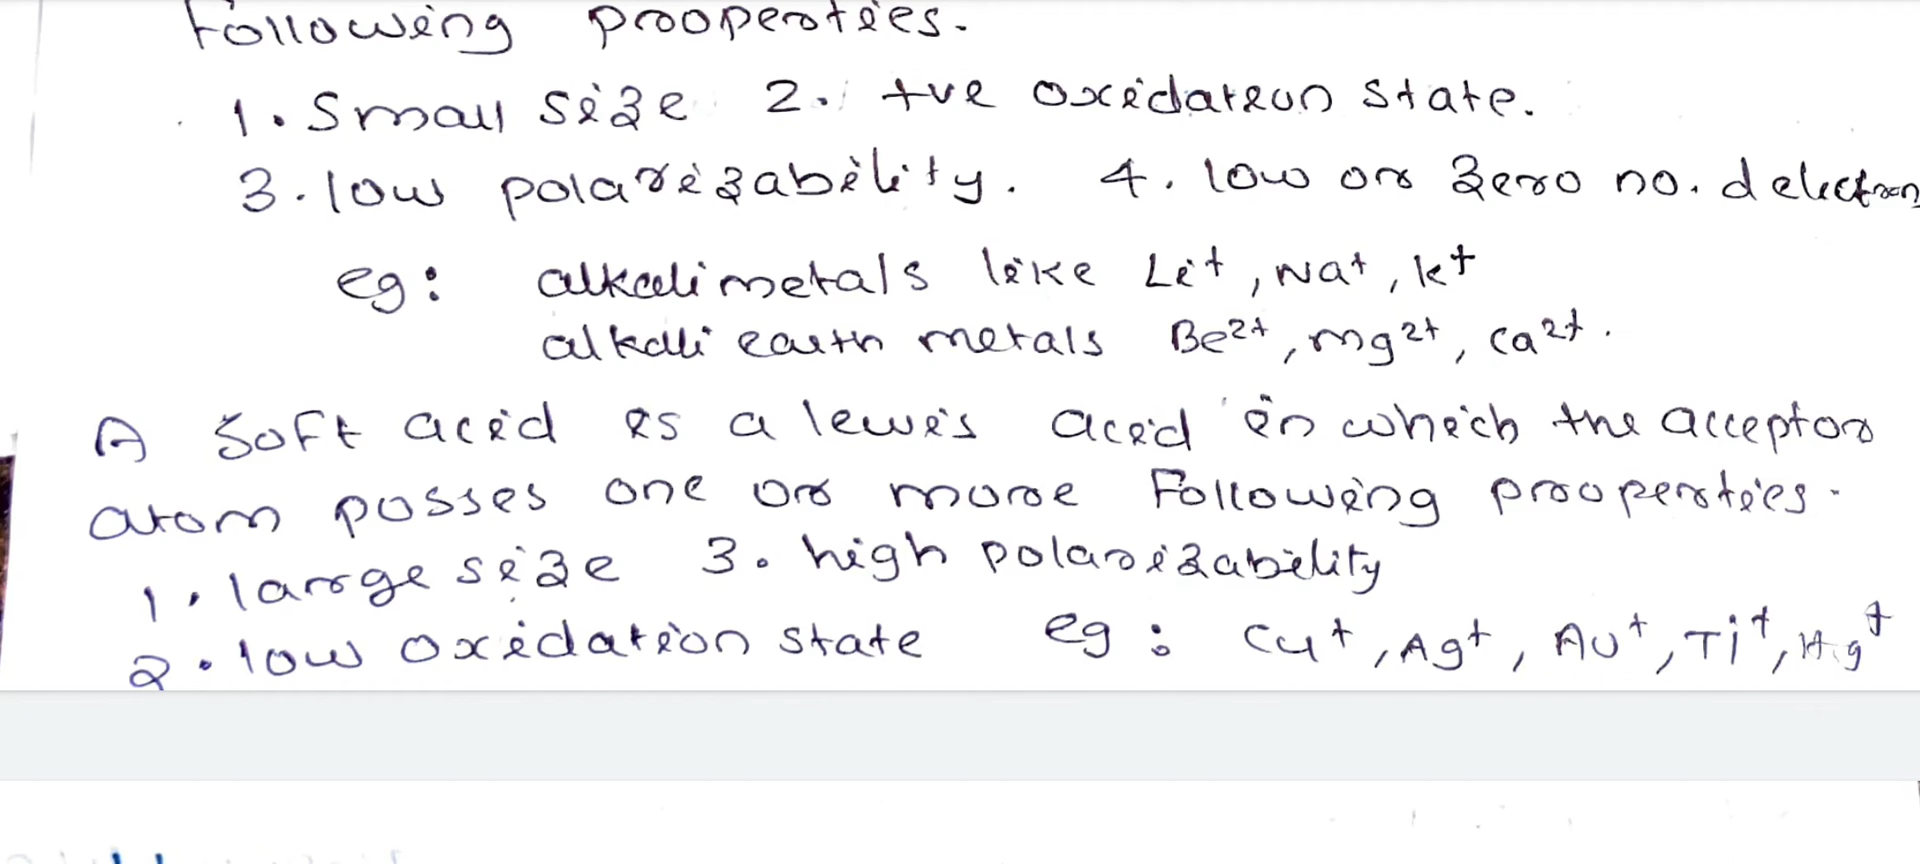 Following properties.
1. Small size 2. +ve oxidation state.
3. low polarizability. 4. low or zero no. d electron
eg: alkali metals like Li+, Na+, K+
alkali earth metals Be2+, mg2+, Ca2+.
A Soft acid is a lewis acid in which the acceptor
atom posses one or more Following properties.
1. large size 3. high polarizability
2. low oxidation state eg: Cu+, Ag+, Au+, Ti+, Hg+